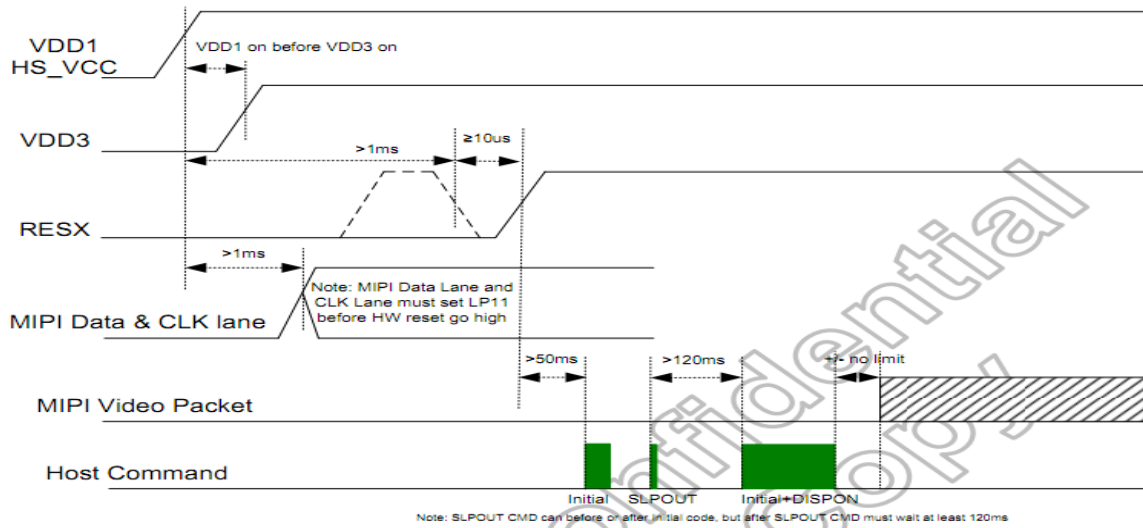 VDD1
HS_VCC
VDD1 on before VDD3 on
VDD3
>1ms
≥10us
RESX
>1ms
Note: MIPI Data Lane and
CLK Lane must set LP11
before HW reset go high
MIPI Data & CLK lane
>50ms
>120ms
+/- no limit
MIPI Video Packet
Host Command
Initial
SLPOUT
Initial+DISPON
Note: SLPOUT CMD can before or after initial code, but after SLPOUT CMD must wait at least 120ms
onfidential
Copy